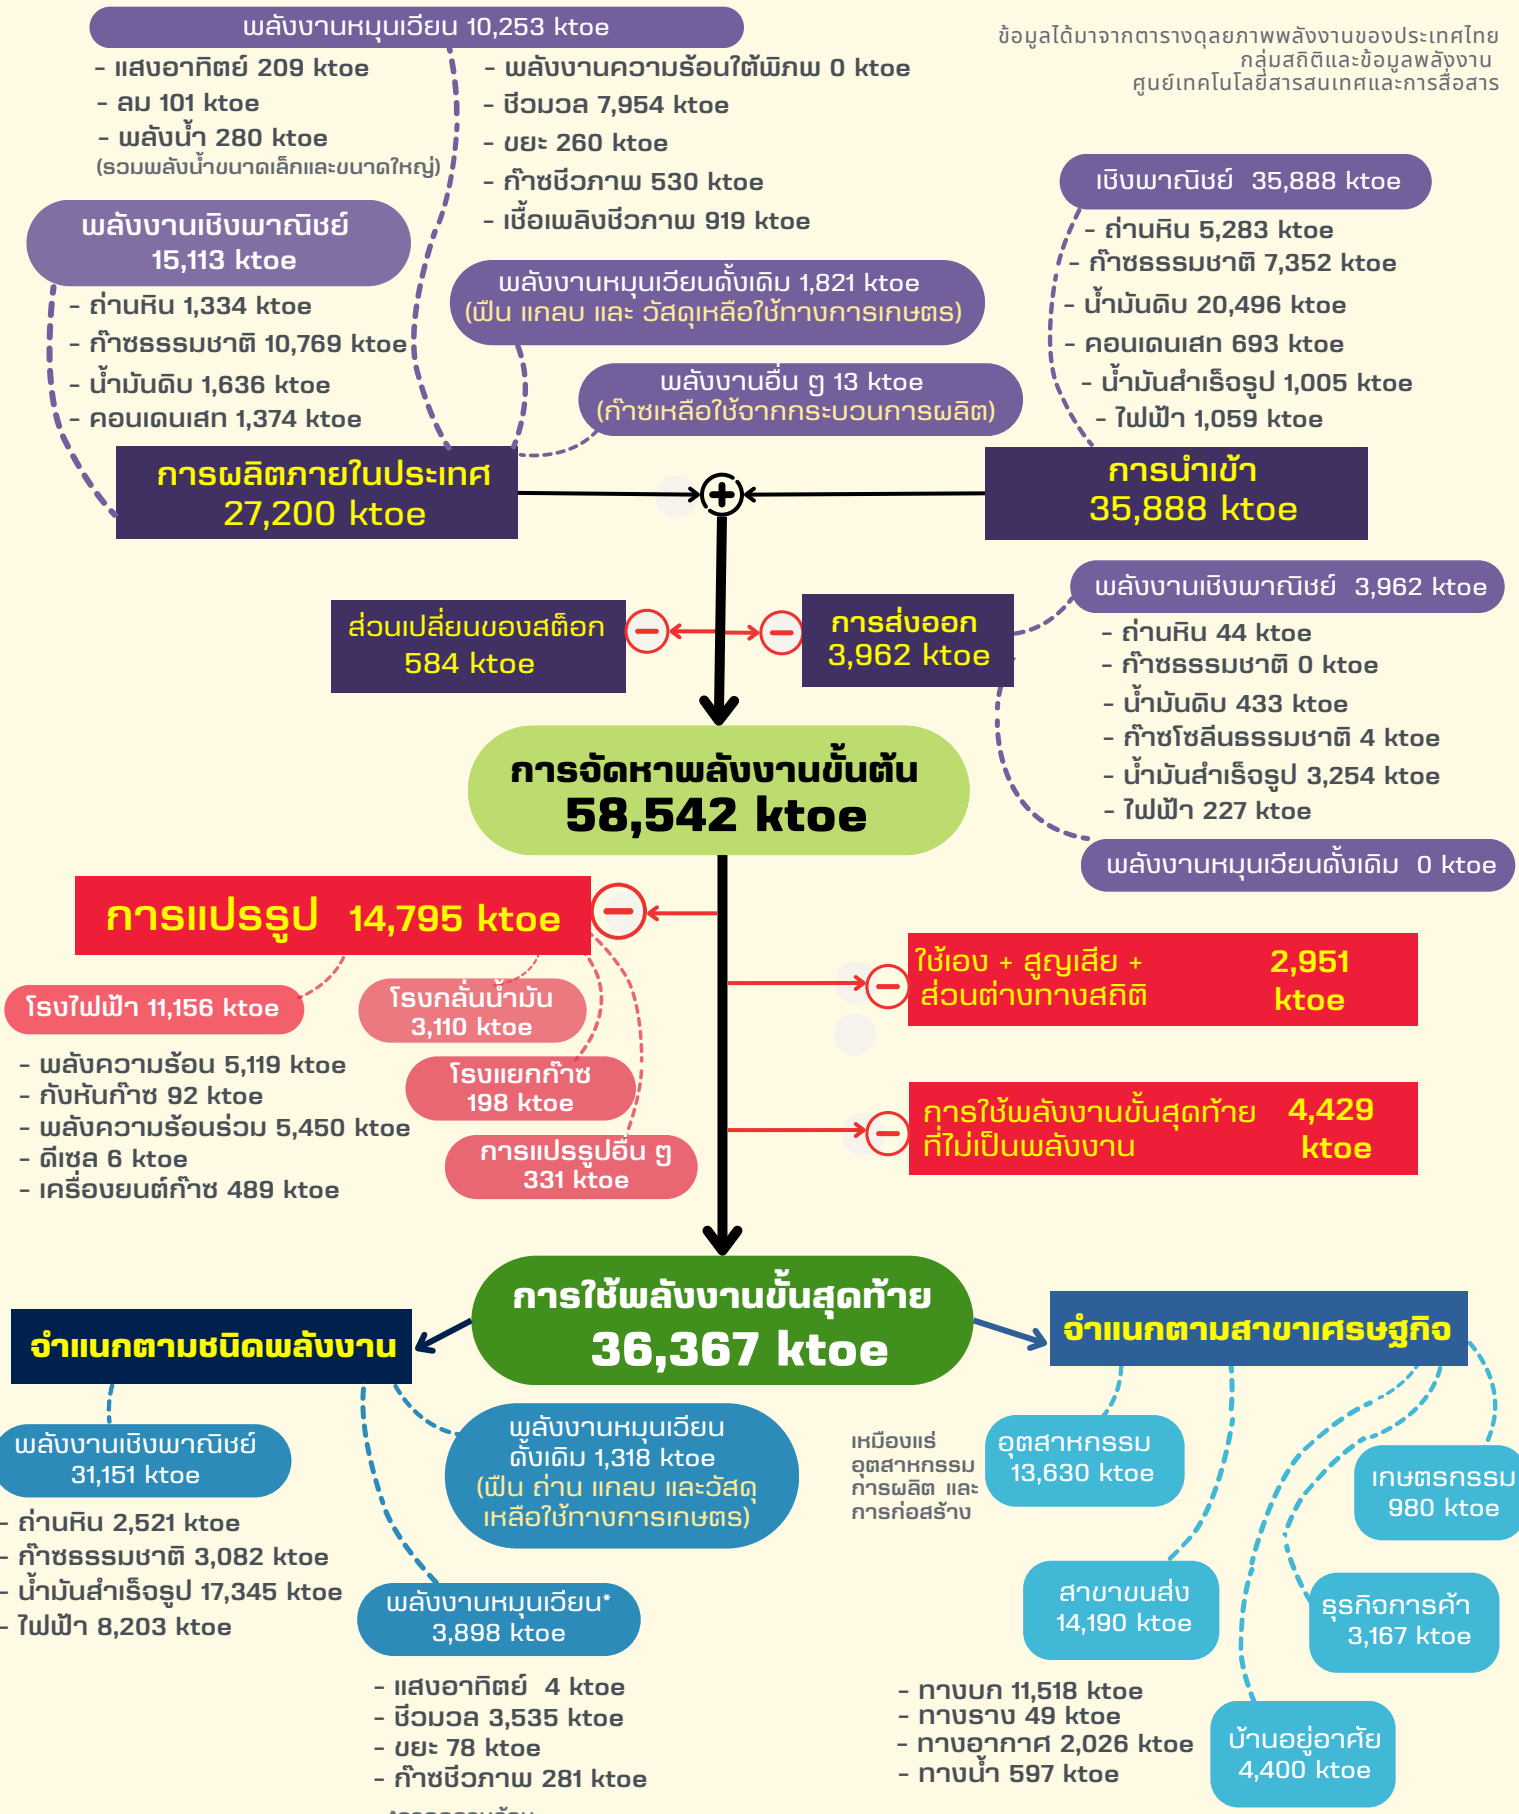 พลังงานหมุนเวียน 10,253 ktoe
- แสงอาทิตย์ 209 ktoe
- ลม 101 ktoe
- พลังน้ำ 280 ktoe
(รวมพลังน้ำขนาดเล็กและขนาดใหญ่)
- พลังงานความร้อนใต้พิภพ 0 ktoe
- ชีวมวล 7,954 ktoe
- ขยะ 260 ktoe
- ก๊าซชีวภาพ 530 ktoe
- เชื้อเพลิงชีวภาพ 919 ktoe
ข้อมูลได้มาจากตารางดุลยภาพพลังงานของประเทศไทย
กลุ่มสถิติและข้อมูลพลังงาน
ศูนย์เทคโนโลยีสารสนเทศและการสื่อสาร
พลังงานเชิงพาณิชย์
15,113 ktoe
- ถ่านหิน 1,334 ktoe
- ก๊าซธรรมชาติ 10,769 ktoe
- น้ำมันดิบ 1,636 ktoe
- คอนเดนเสท 1,374 ktoe
พลังงานหมุนเวียนดั้งเดิม 1,821 ktoe
(ฟืน แกลบ และ วัสดุเหลือใช้ทางการเกษตร)
พลังงานอื่น ๆ 13 ktoe
(ก๊าซเหลือใช้จากกระบวนการผลิต)
เชิงพาณิชย์ 35,888 ktoe
- ถ่านหิน 5,283 ktoe
- ก๊าซธรรมชาติ 7,352 ktoe
- น้ำมันดิบ 20,496 ktoe
- คอนเดนเสท 693 ktoe
- น้ำมันสำเร็จรูป 1,005 ktoe
- ไฟฟ้า 1,059 ktoe
การผลิตภายในประเทศ
27,200 ktoe
การนำเข้า
35,888 ktoe
ส่วนเปลี่ยนของสต็อก
584 ktoe
การส่งออก
3,962 ktoe
พลังงานเชิงพาณิชย์ 3,962 ktoe
- ถ่านหิน 44 ktoe
- ก๊าซธรรมชาติ 0 ktoe
- น้ำมันดิบ 433 ktoe
- ก๊าซโซลีนธรรมชาติ 4 ktoe
- น้ำมันสำเร็จรูป 3,254 ktoe
- ไฟฟ้า 227 ktoe
พลังงานหมุนเวียนดั้งเดิม 0 ktoe
การจัดหาพลังงานขั้นต้น
58,542 ktoe
การแปรรูป 14,795 ktoe
โรงไฟฟ้า 11,156 ktoe
- พลังความร้อน 5,119 ktoe
- กังหันก๊าซ 92 ktoe
- พลังความร้อนร่วม 5,450 ktoe
- ดีเซล 6 ktoe
- เครื่องยนต์ก๊าซ 489 ktoe
โรงกลั่นน้ำมัน
3,110 ktoe
โรงแยกก๊าซ
198 ktoe
การแปรรูปอื่น ๆ
331 ktoe
ใช้เอง + สูญเสีย +
ส่วนต่างทางสถิติ
2,951
ktoe
การใช้พลังงานขั้นสุดท้าย
ที่ไม่เป็นพลังงาน
4,429
ktoe
การใช้พลังงานขั้นสุดท้าย
36,367 ktoe
จำแนกตามชนิดพลังงาน
พลังงานเชิงพาณิชย์
31,151 ktoe
- ถ่านหิน 2,521 ktoe
- ก๊าซธรรมชาติ 3,082 ktoe
- น้ำมันสำเร็จรูป 17,345 ktoe
- ไฟฟ้า 8,203 ktoe
พลังงานหมุนเวียน
ดั้งเดิม 1,318 ktoe
(ฟืน ถ่าน แกลบ และวัสดุ
เหลือใช้ทางการเกษตร)
พลังงานหมุนเวียน*
3,898 ktoe
- แสงอาทิตย์ 4 ktoe
- ชีวมวล 3,535 ktoe
- ขยะ 78 ktoe
- ก๊าซชีวภาพ 281 ktoe
จำแนกตามสาขาเศรษฐกิจ
เหมืองแร่
อุตสาหกรรม
การผลิต และ
การก่อสร้าง
อุตสาหกรรม
13,630 ktoe
เกษตรกรรม
980 ktoe
สาขาขนส่ง
14,190 ktoe
- ทางบก 11,518 ktoe
- ทางราง 49 ktoe
- ทางอากาศ 2,026 ktoe
- ทางน้ำ 597 ktoe
ธุรกิจการค้า
3,167 ktoe
บ้านอยู่อาศัย
4,400 ktoe